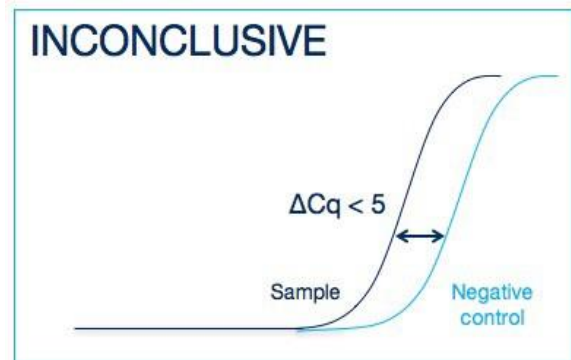 INCONCLUSIVE
ΔCq < 5
Sample
Negative
control